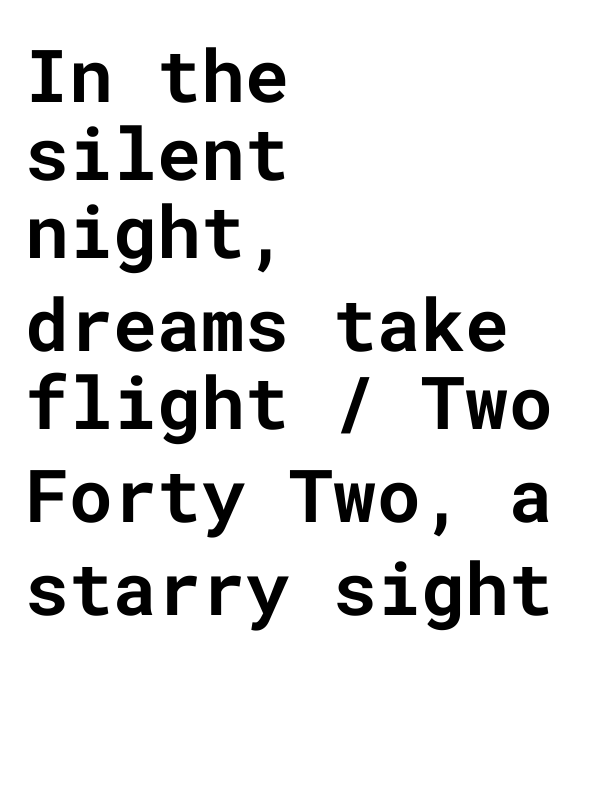 In the
silent
night,
dreams take
flight / Two
Forty Two, a
starry sight